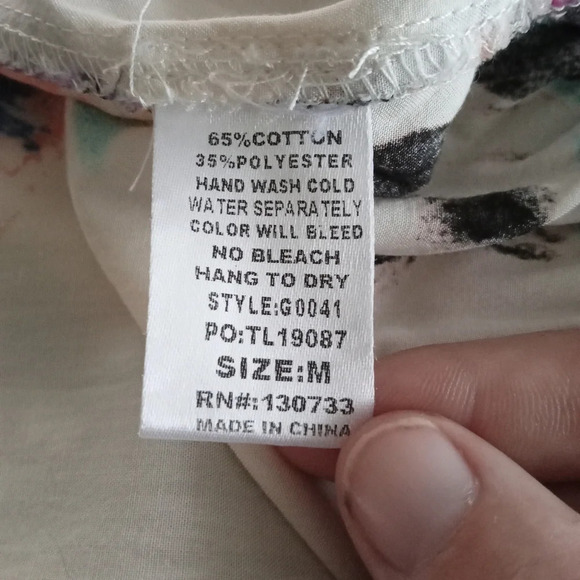 65%COTTON
35%POLYESTER
HAND WASH COLD
WATER SEPARATELY
COLOR WILL BLEED
NO BLEACH
HANG TO DRY
STYLE:G0041
PO:TL19087
SIZE:M
RN#:130733
MADE IN CHINA